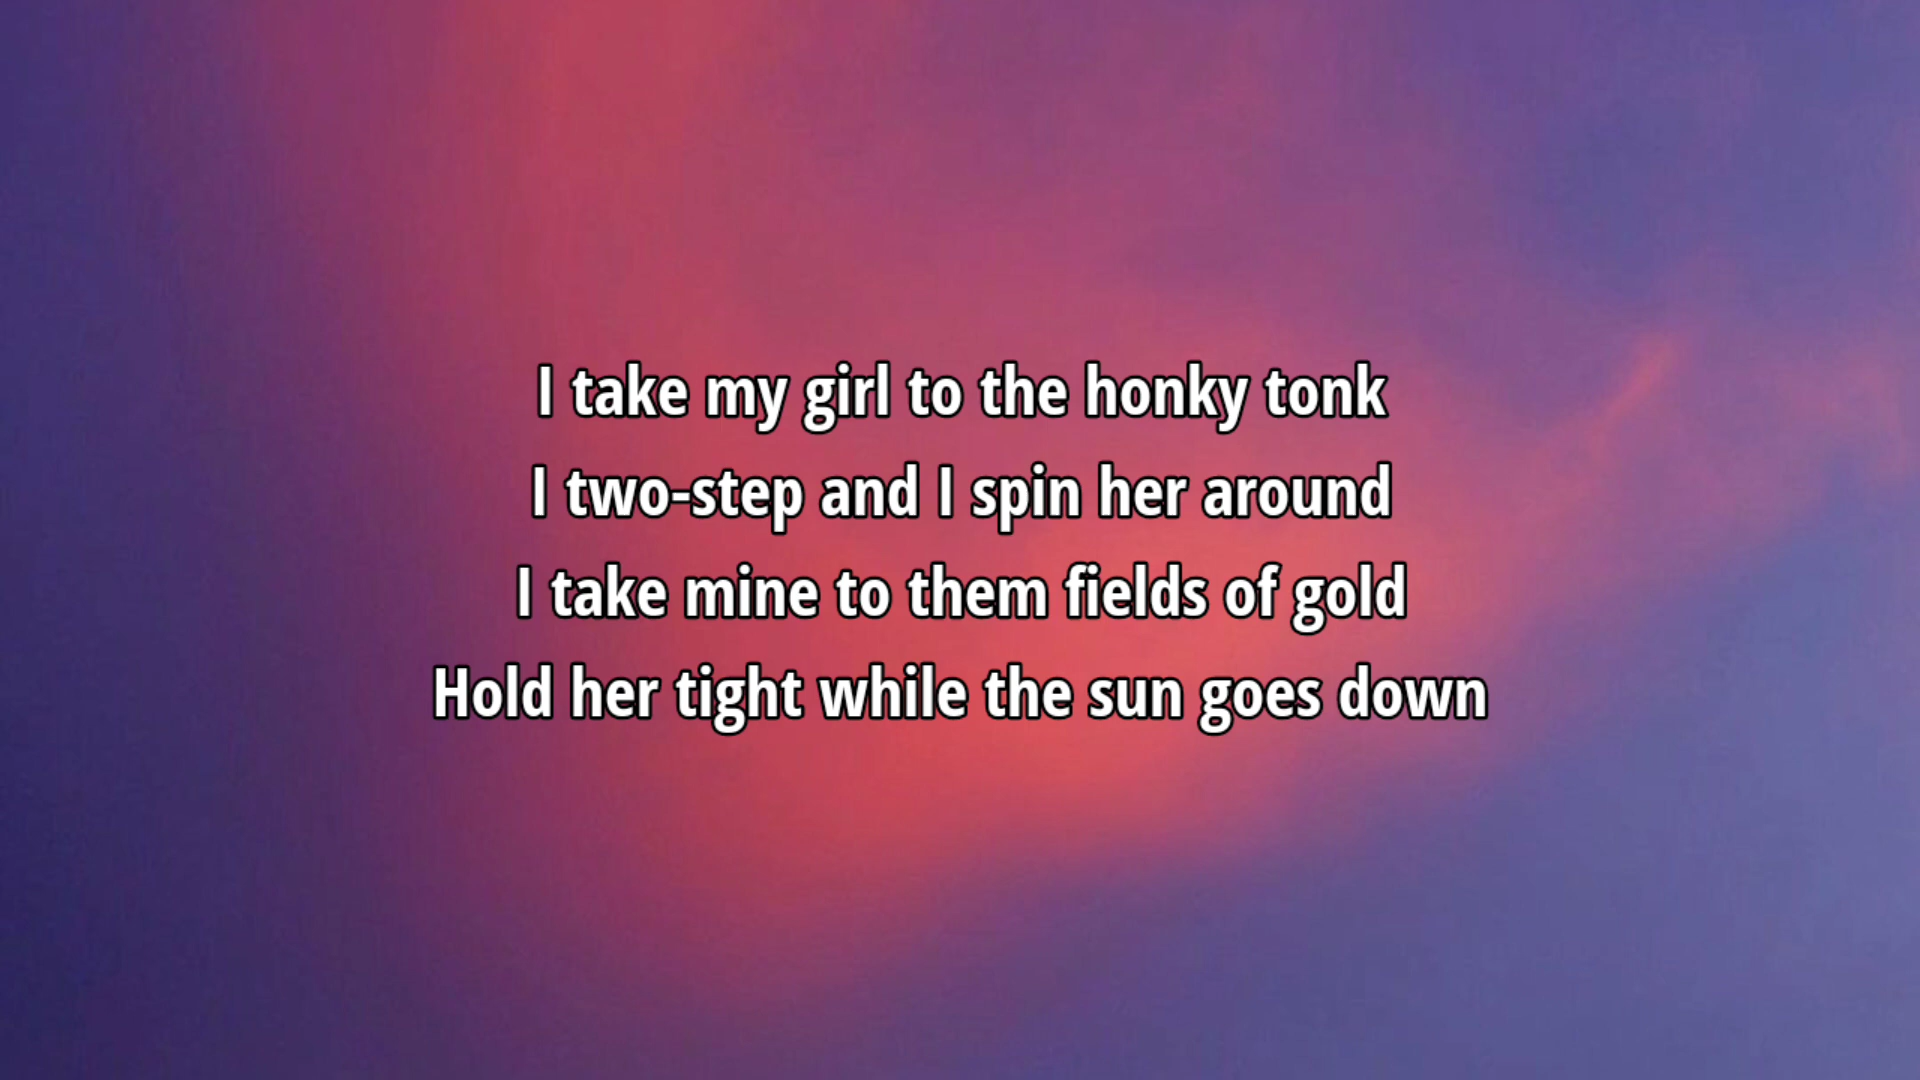 I take my girl to the honky tonk
I two-step and I spin her around
I take mine to them fields of gold
Hold her tight while the sun goes down